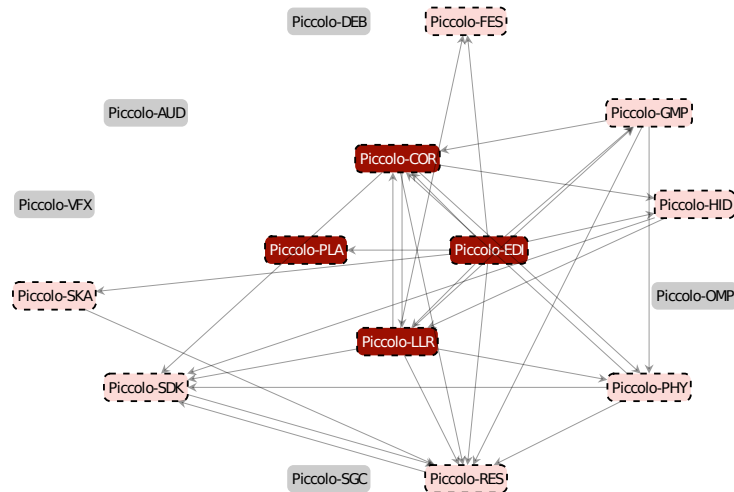 Piccolo-DEB
Piccolo-FES
Piccolo-AUD
Piccolo-GMP
Piccolo-COR
Piccolo-VFX
Piccolo-HID
Piccolo-PLA
Piccolo-EDI
Piccolo-SKA
Piccolo-OMP
Piccolo-LLR
Piccolo-SDK
Piccolo-PHY
Piccolo-SGC
Piccolo-RES